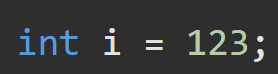 int i = 123;